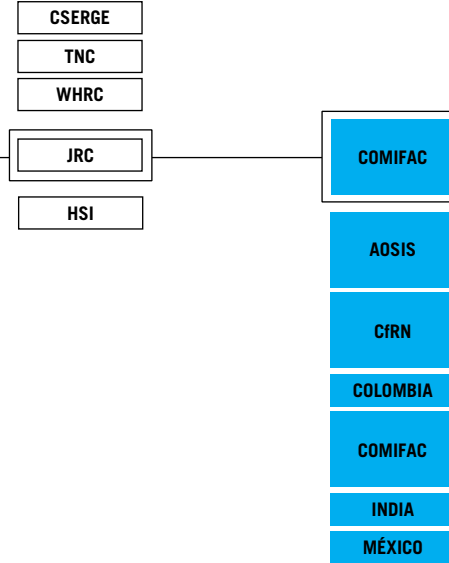 CSERGE
TNC
WHRC
JRC
HSI
COMIFAC
AOSIS
CfRN
COLOMBIA
COMIFAC
INDIA
MÉXICO